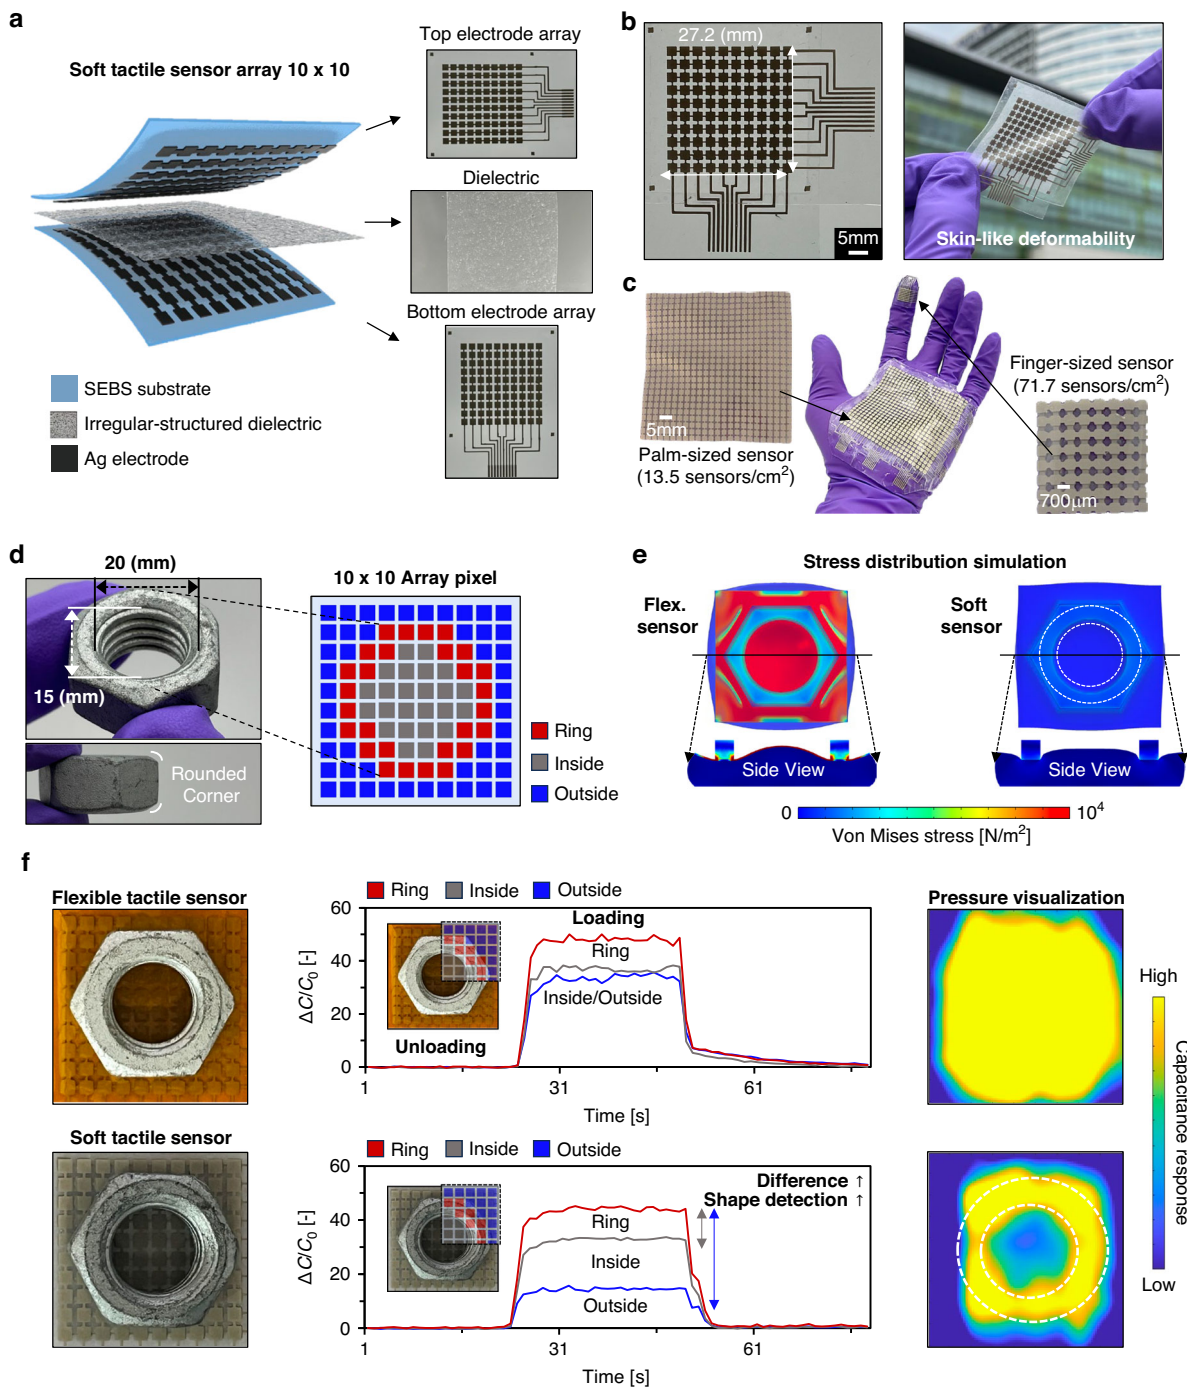 a
Soft tactile sensor array 10 x 10
Top electrode array
Dielectric
Bottom electrode array
SEBS substrate
Irregular-structured dielectric
Ag electrode
b
27.2 (mm)
5mm
Skin-like deformability
c
5mm
Palm-sized sensor
(13.5 sensors/cm²)
Finger-sized sensor
(71.7 sensors/cm²)
700μm
d
20 (mm)
15 (mm)
Rounded
Corner
10 x 10 Array pixel
Ring
Inside
Outside
e
Stress distribution simulation
Flex.
sensor
Soft
sensor
Side View
Side View
0
10⁴
Von Mises stress [N/m²]
f
Flexible tactile sensor
Ring
Inside
Outside
60
40
20
0
ΔC/C₀ [-]
Loading
Ring
Inside/Outside
Unloading
1
31
61
Time [s]
Pressure visualization
High
Capacitance response
Low
Soft tactile sensor
Ring
Inside
Outside
60
40
20
0
ΔC/C₀ [-]
Difference ↑
Shape detection ↑
Ring
Inside
Outside
1
31
61
Time [s]